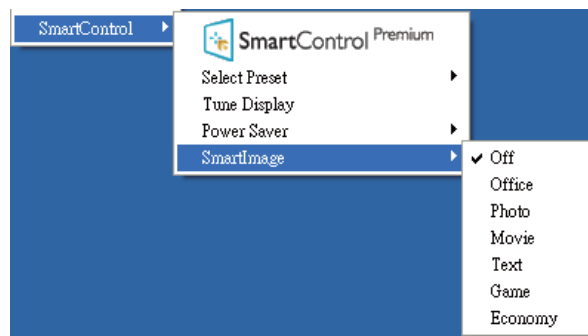 SmartControl
SmartControl Premium
Select Preset
Tune Display
Power Saver
SmartImage
Off
Office
Photo
Movie
Text
Game
Economy